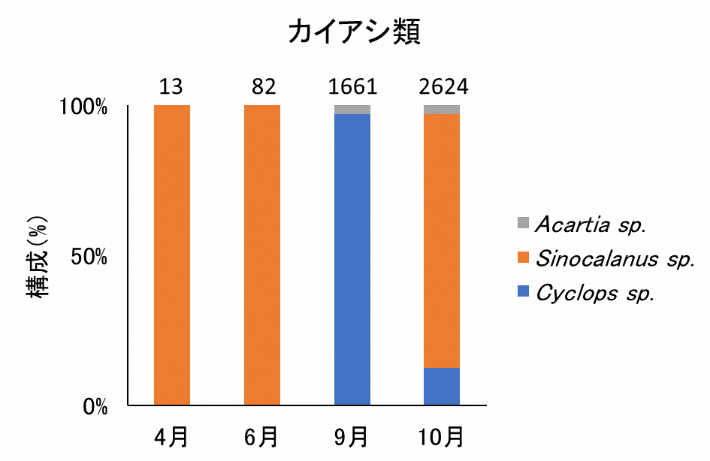 カイアシ類
13 82 1661 2624
100%
50%
0%
構成(%)
4月 6月 9月 10月
Acartia sp.
Sinocalanus sp.
Cyclops sp.